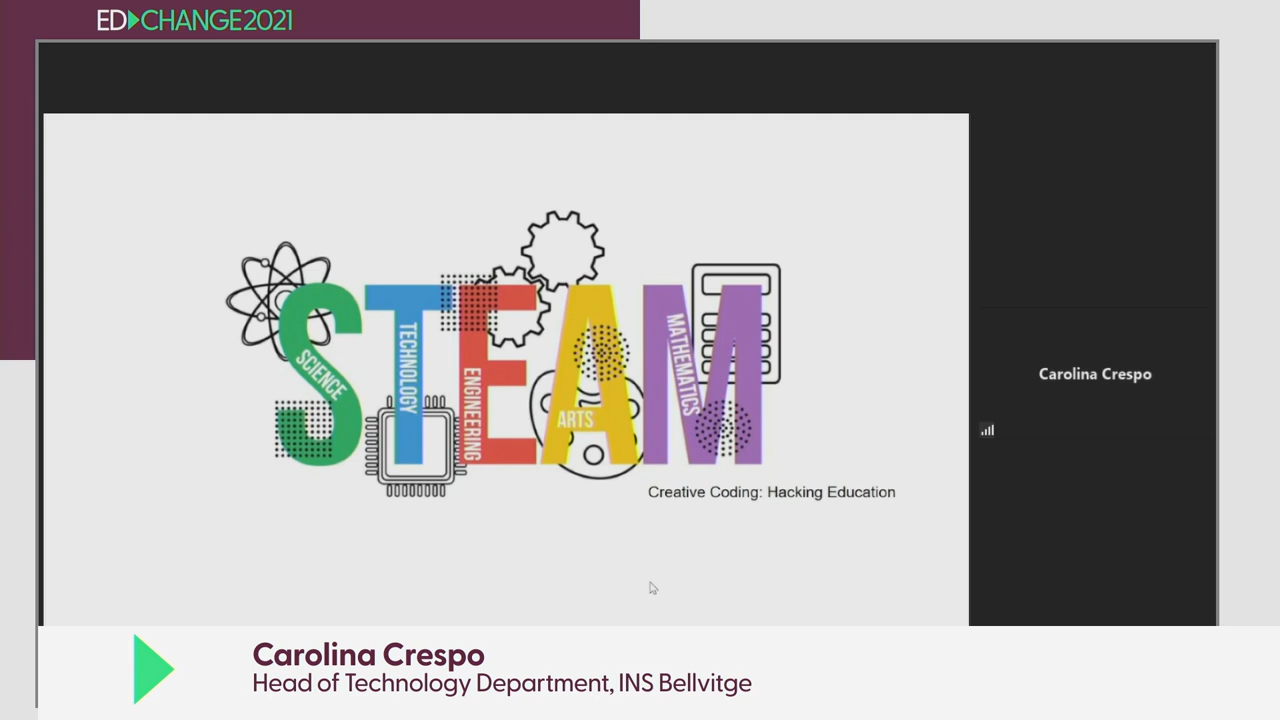 ED▶CHANGE2021
STEAM
SCIENCE
TECHNOLOGY
ENGINEERING
ARTS
MATHEMATICS
Creative Coding: Hacking Education
Carolina Crespo
Carolina Crespo
Head of Technology Department, INS Bellvitge